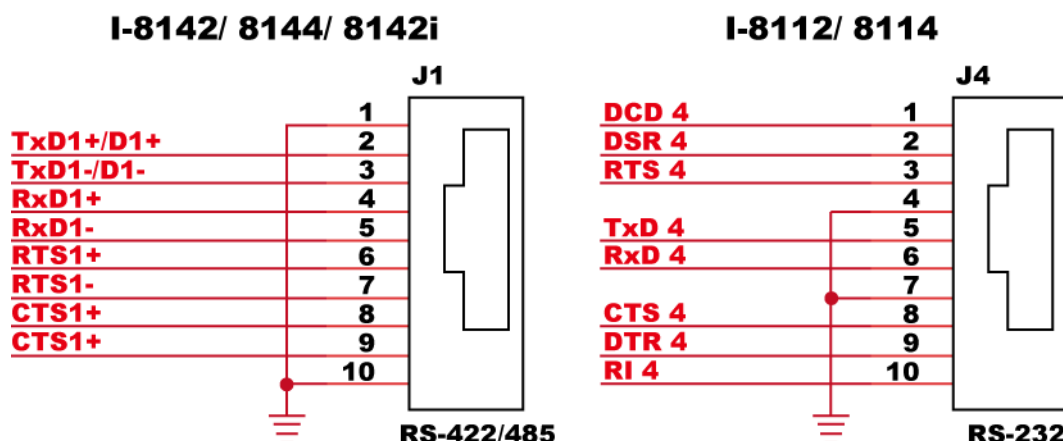 I-8142/ 8144/ 8142i
J1
1
TxD1+/D1+ 2
TxD1-/D1- 3
RxD1+ 4
RxD1- 5
RTS1+ 6
RTS1- 7
CTS1+ 8
CTS1+ 9
10
RS-422/485
I-8112/ 8114
J4
DCD 4 1
DSR 4 2
RTS 4 3
4
TxD 4 5
RxD 4 6
7
CTS 4 8
DTR 4 9
RI 4 10
RS-232